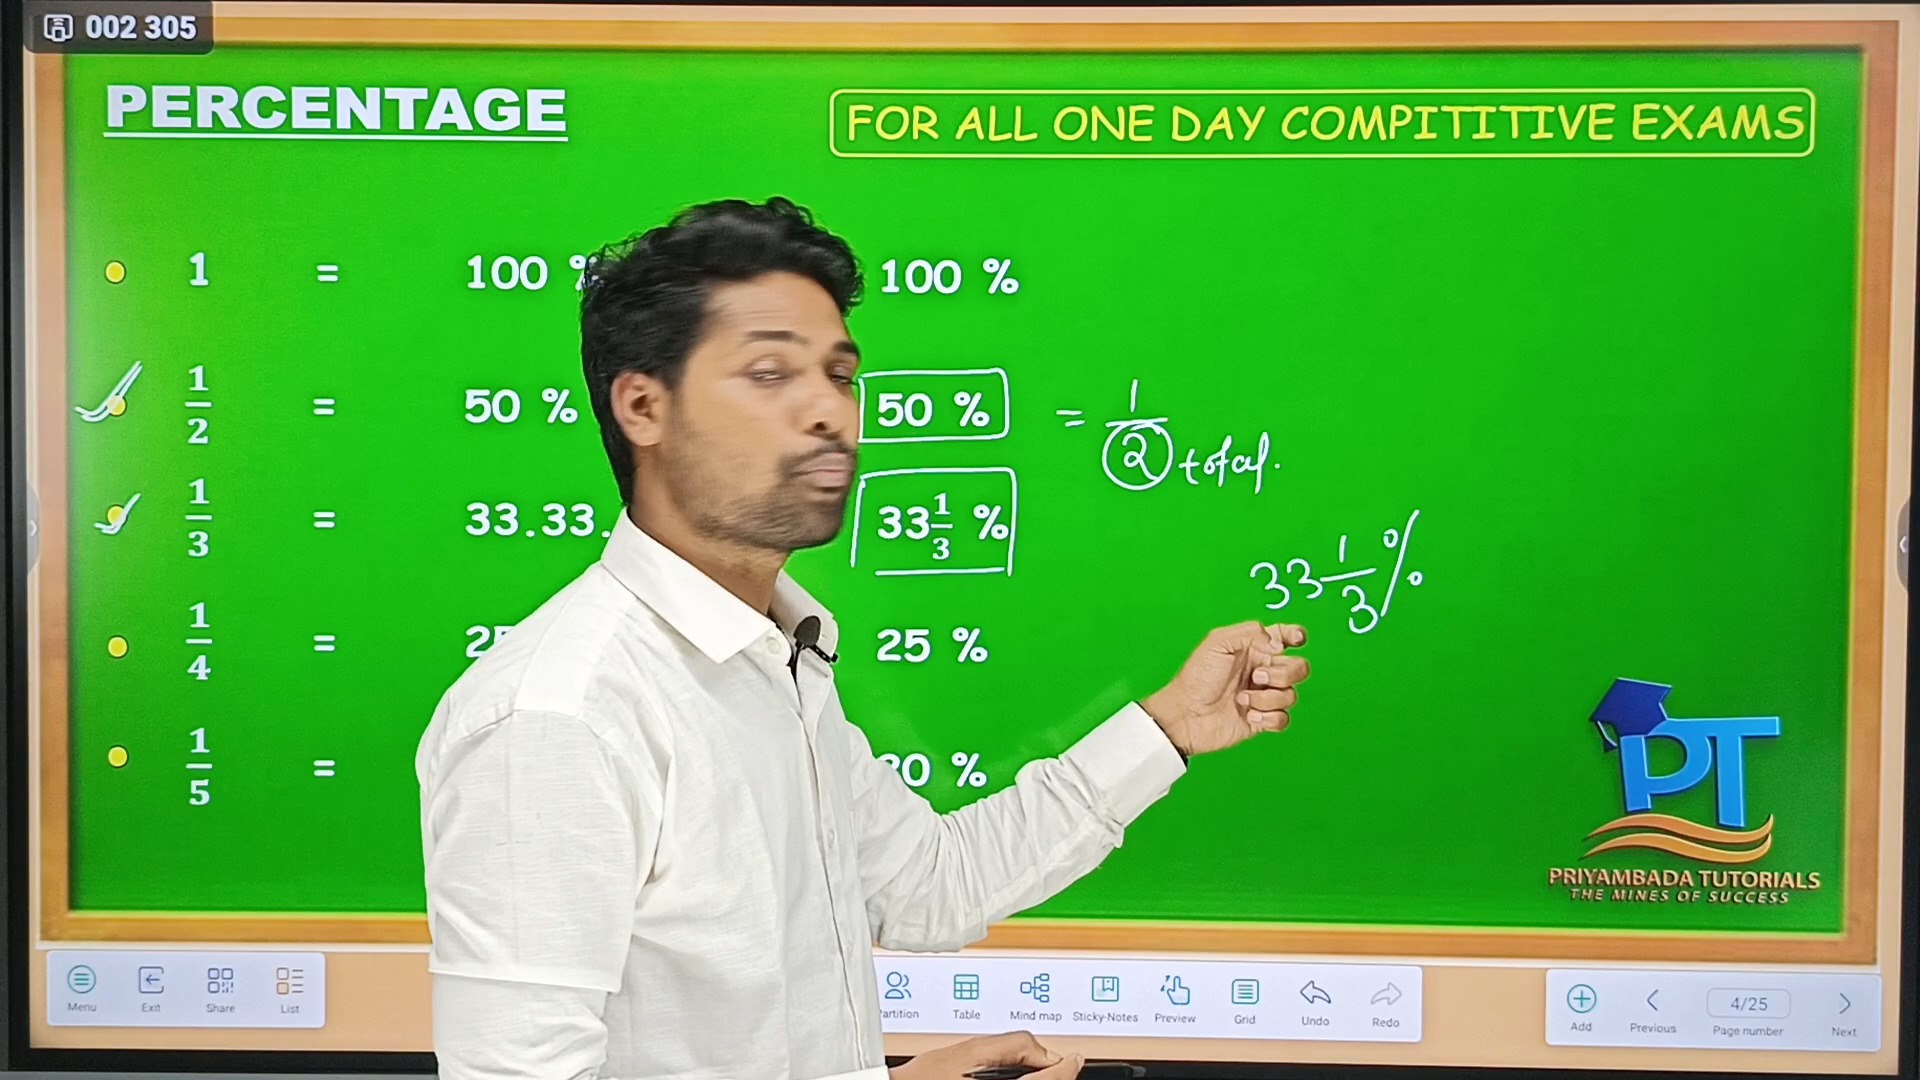 002 305
PERCENTAGE
FOR ALL ONE DAY COMPITITIVE EXAMS
1 = 100 % 100 %
1/2 = 50 % 50 % = 1/2 total.
1/3 = 33.33. 33 1/3 % 33 1/3 %
1/4 = 25 %
1/5 = 20 %
PT
PRIYAMBADA TUTORIALS
THE MINES OF SUCCESS
Menu Exit Share List Table Mind map Sticky-Notes Preview Grid Undo Redo Add Previous 4/25 Page number Next